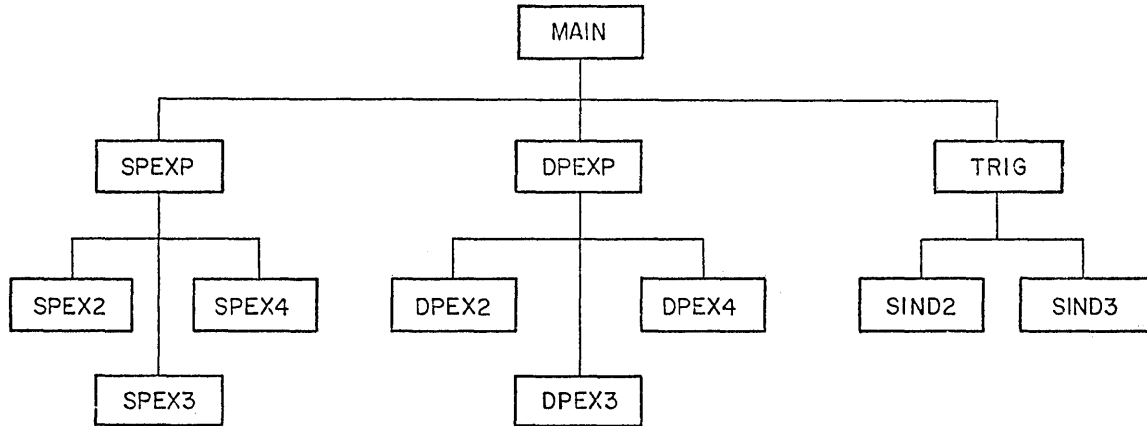 MAIN
SPEXP DPEXP TRIG
SPEX2 SPEX4 DPEX2 DPEX4 SIND2 SIND3
SPEX3 DPEX3